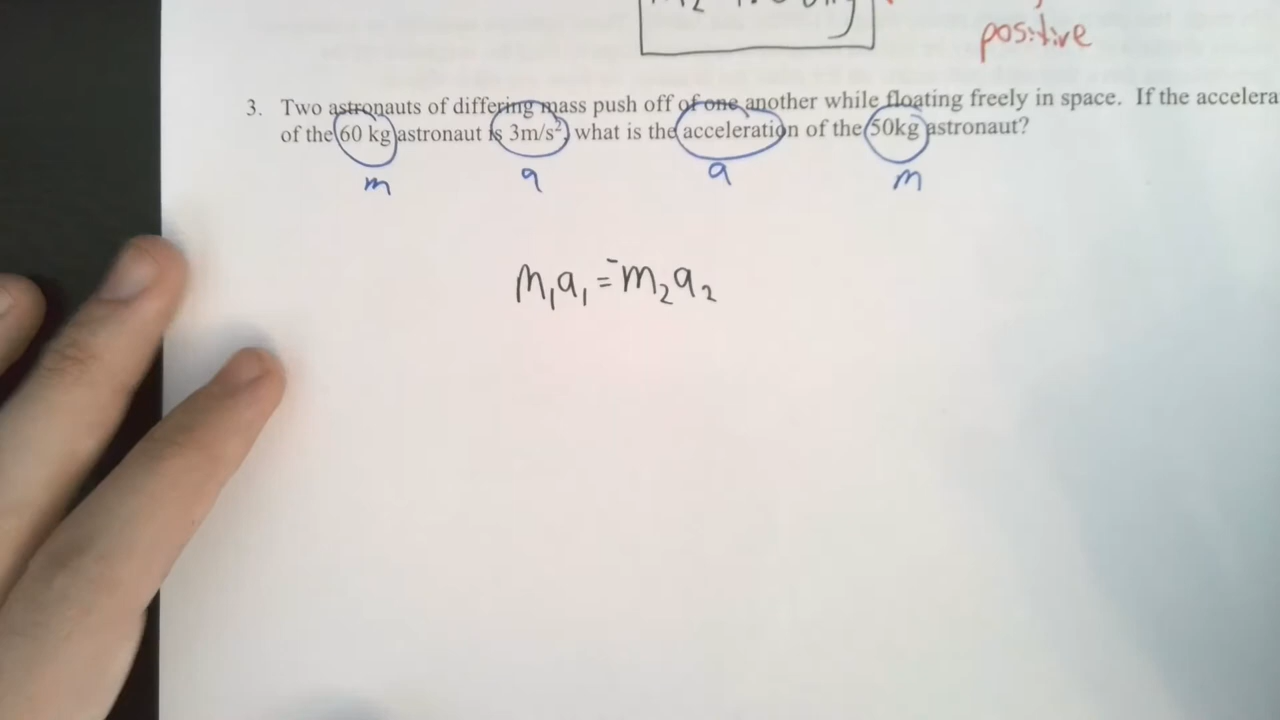 positive
3. Two astronauts of differing mass push off of one another while floating freely in space. If the accelera
of the 60 kg astronaut is 3m/s², what is the acceleration of the 50kg astronaut?
m a a m
m₁a₁ = -m₂a₂